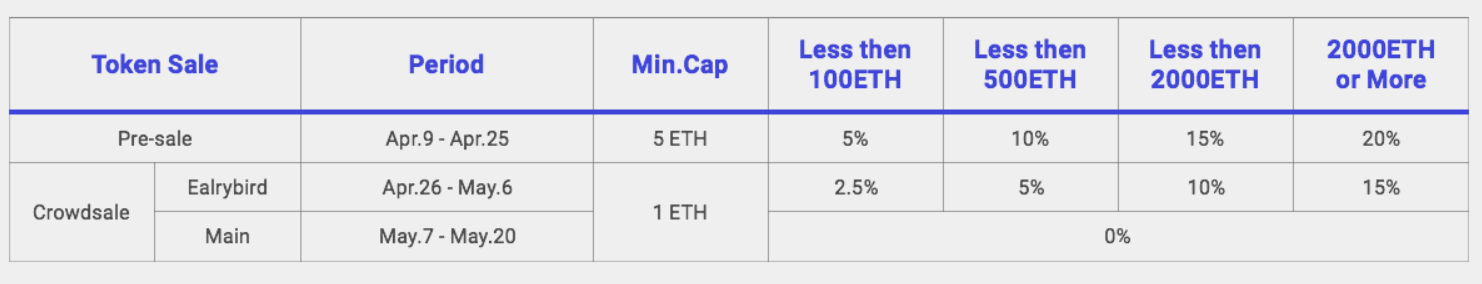 Token Sale Period Min.Cap Less then 100ETH Less then 500ETH Less then 2000ETH 2000ETH or More
Pre-sale Apr.9 - Apr.25 5 ETH 5% 10% 15% 20%
Crowdsale Ealrybird Apr.26 - May.6 1 ETH 2.5% 5% 10% 15%
Main May.7 - May.20 0%